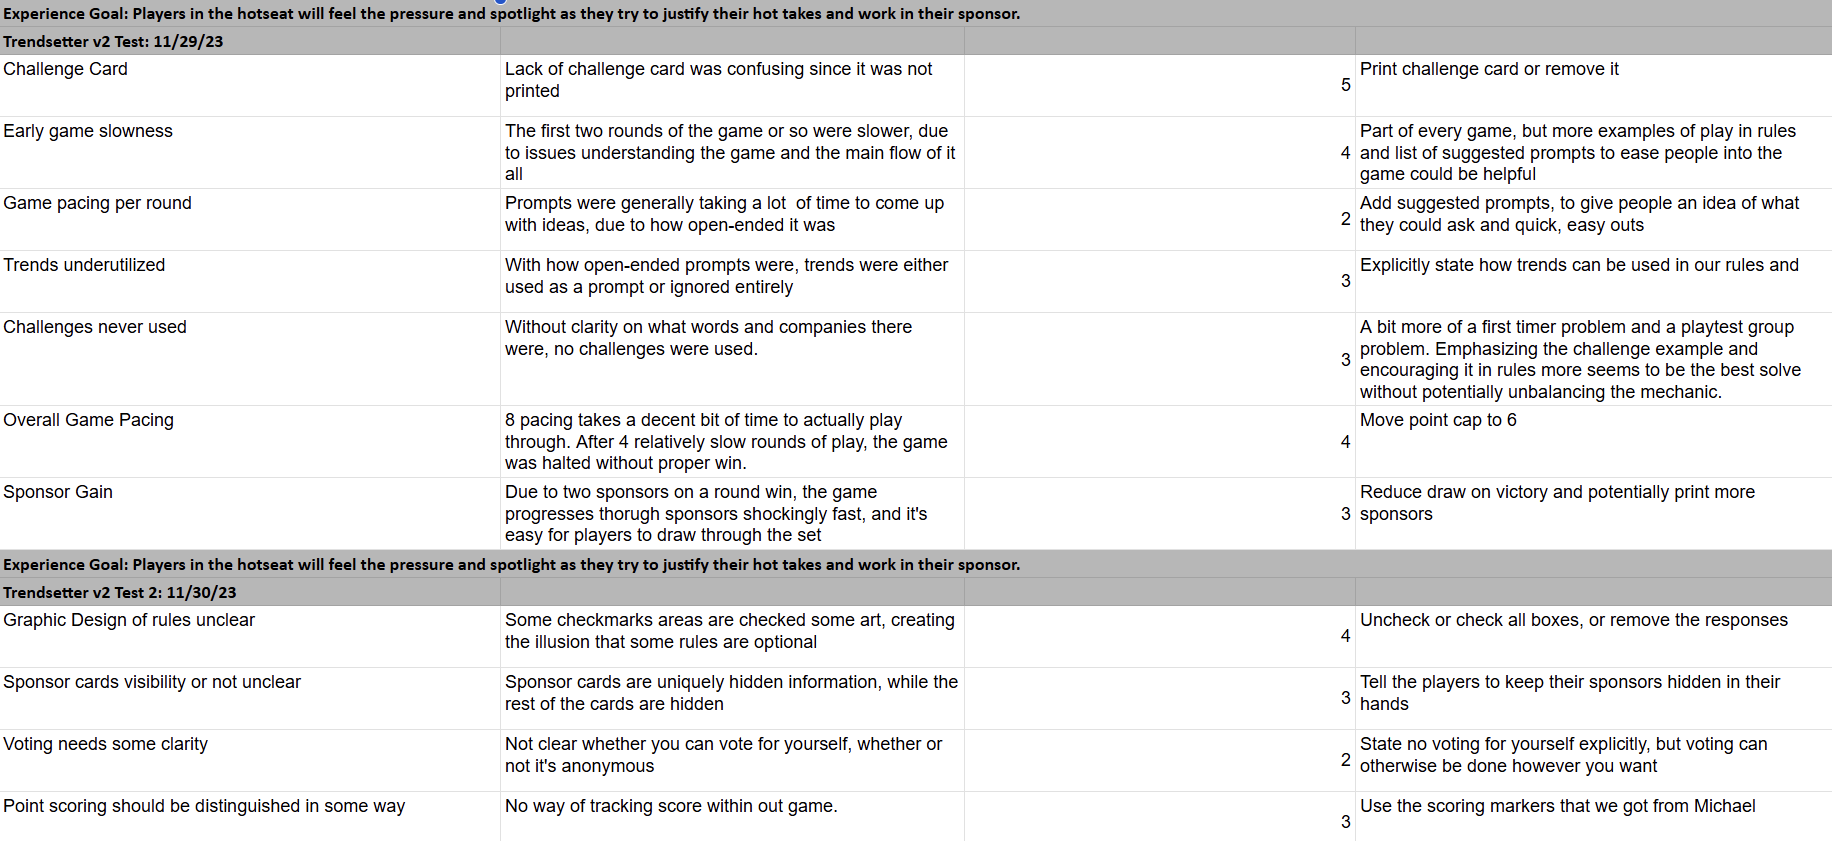 Experience Goal: Players in the hotseat will feel the pressure and spotlight as they try to justify their hot takes and work in their sponsor.
Trendsetter v2 Test: 11/29/23
Challenge Card
Lack of challenge card was confusing since it was not
printed
5
Print challenge card or remove it
Early game slowness
The first two rounds of the game or so were slower, due
to issues understanding the game and the main flow of it
all
4
Part of every game, but more examples of play in rules
and list of suggested prompts to ease people into the
game could be helpful
Game pacing per round
Prompts were generally taking a lot  of time to come up
with ideas, due to how open-ended it was
2
Add suggested prompts, to give people an idea of what
they could ask and quick, easy outs
Trends underutilized
With how open-ended prompts were, trends were either
used as a prompt or ignored entirely
3
Explicitly state how trends can be used in our rules and
Challenges never used
Without clarity on what words and companies there
were, no challenges were used.
3
A bit more of a first timer problem and a playtest group
problem. Emphasizing the challenge example and
encouraging it in rules more seems to be the best solve
without potentially unbalancing the mechanic.
Overall Game Pacing
8 pacing takes a decent bit of time to actually play
through. After 4 relatively slow rounds of play, the game
was halted without proper win.
4
Move point cap to 6
Sponsor Gain
Due to two sponsors on a round win, the game
progresses thorugh sponsors shockingly fast, and it's
easy for players to draw through the set
3
Reduce draw on victory and potentially print more
sponsors
Experience Goal: Players in the hotseat will feel the pressure and spotlight as they try to justify their hot takes and work in their sponsor.
Trendsetter v2 Test 2: 11/30/23
Graphic Design of rules unclear
Some checkmarks areas are checked some art, creating
the illusion that some rules are optional
4
Uncheck or check all boxes, or remove the responses
Sponsor cards visibility or not unclear
Sponsor cards are uniquely hidden information, while the
rest of the cards are hidden
3
Tell the players to keep their sponsors hidden in their
hands
Voting needs some clarity
Not clear whether you can vote for yourself, whether or
not it's anonymous
2
State no voting for yourself explicitly, but voting can
otherwise be done however you want
Point scoring should be distinguished in some way
No way of tracking score within out game.
3
Use the scoring markers that we got from Michael